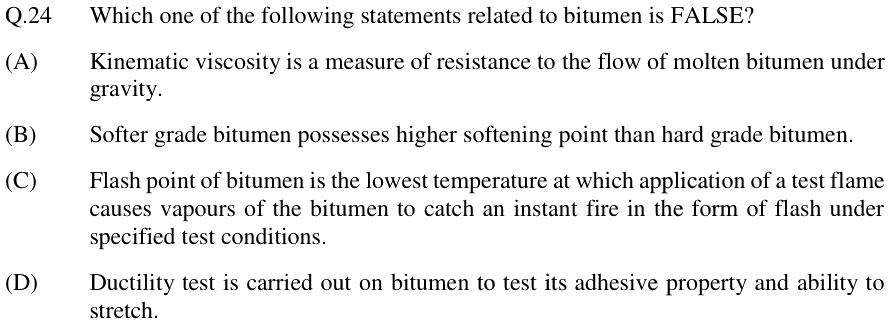 Q.24 Which one of the following statements related to bitumen is FALSE?
(A) Kinematic viscosity is a measure of resistance to the flow of molten bitumen under
gravity.
(B) Softer grade bitumen possesses higher softening point than hard grade bitumen.
(C) Flash point of bitumen is the lowest temperature at which application of a test flame
causes vapours of the bitumen to catch an instant fire in the form of flash under
specified test conditions.
(D) Ductility test is carried out on bitumen to test its adhesive property and ability to
stretch.